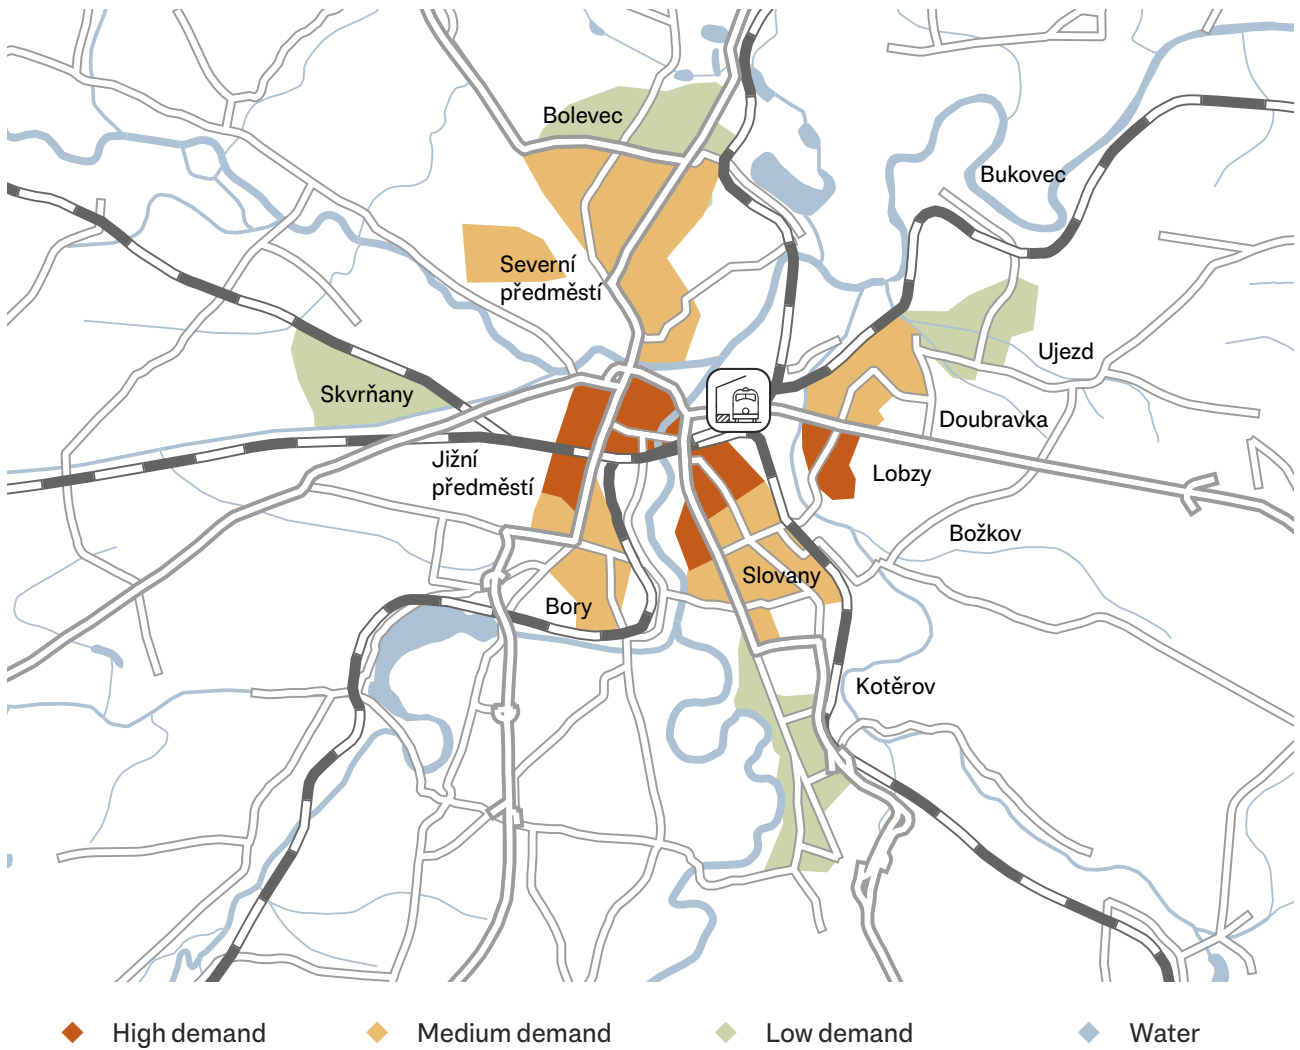 Bolevec
Bukovec
Severní
předměstí
Ujezd
Skvrňany
Doubravka
Jižní
předměstí
Lobzy
Božkov
Slovany
Bory
Kotěrov
High demand
Medium demand
Low demand
Water